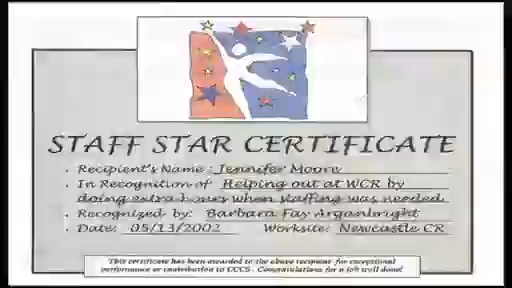 STAFF STAR CERTIFICATE
Recipient's Name : Jennifer Moore
In Recognition of Helping out at WCR by
doing extra hours when staffing was needed.
Recognized by: Barbara Fay Arganbright
Date: 05/13/2002 Worksite: Newcastle CR
This certificate has been awarded to the above recipient for exceptional
performance or contribution to UCCS. Congratulations for a job well done!